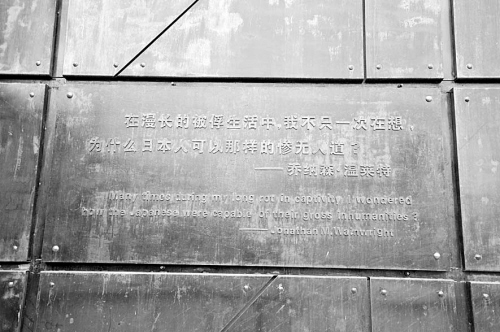 在漫长的被俘生活中,我不只一次在想,
为什么日本人可以那样的惨无人道?
——乔纳森·温莱特
Many times during my long rot in captivity, I wondered
how the Japanese were capable of their gross inhumanities?
——Jonathan M. Wainwright